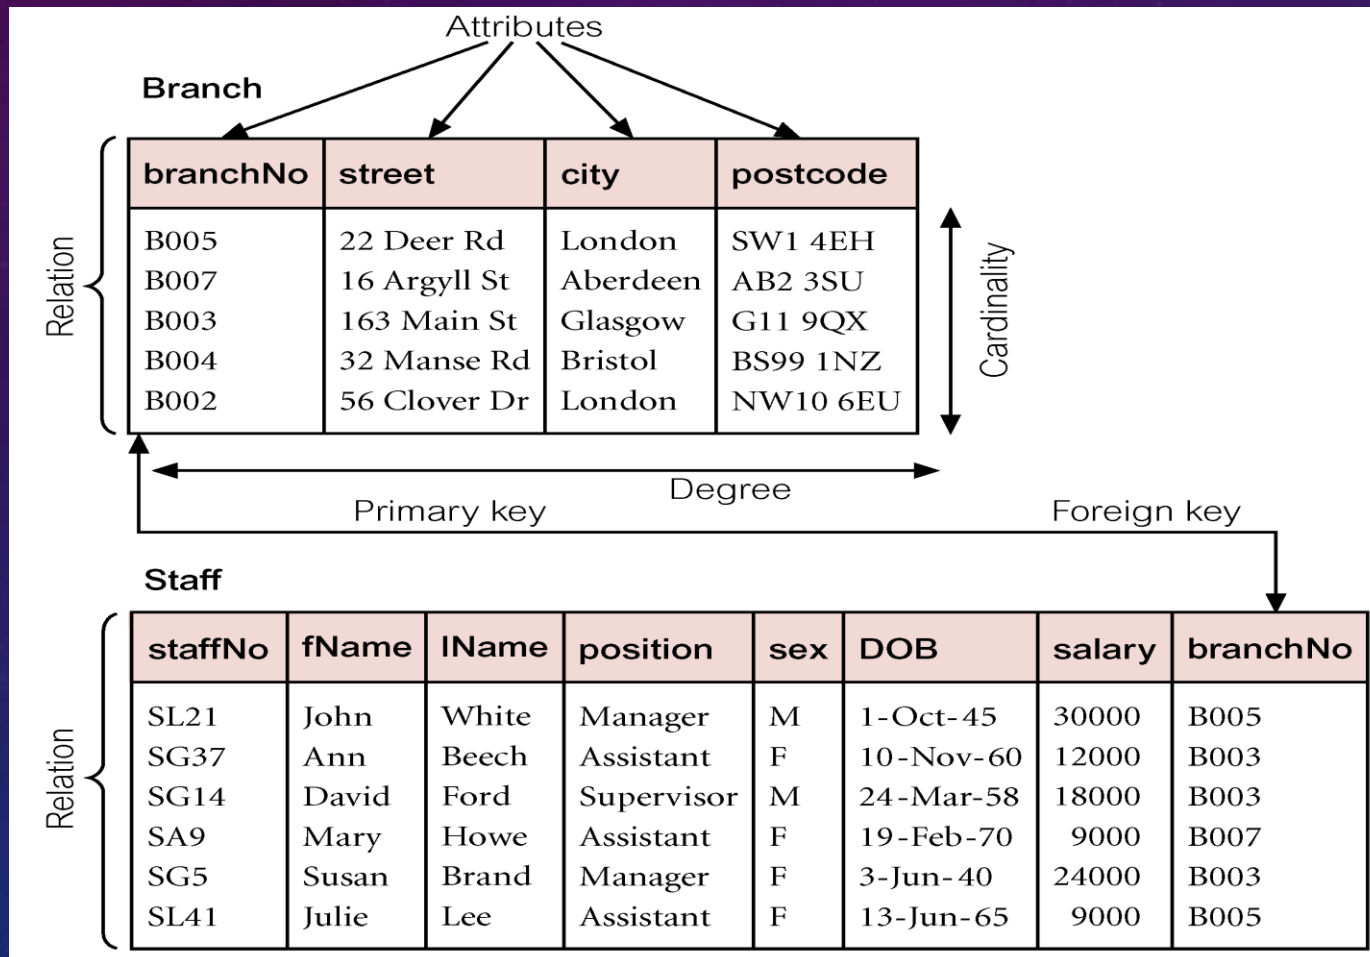 Attributes
Branch
branchNo street city postcode
B005 22 Deer Rd London SW1 4EH
B007 16 Argyll St Aberdeen AB2 3SU
B003 163 Main St Glasgow G11 9QX
B004 32 Manse Rd Bristol BS99 1NZ
B002 56 Clover Dr London NW10 6EU
Relation
Cardinality
Degree
Primary key
Foreign key
Staff
staffNo fName lName position sex DOB salary branchNo
SL21 John White Manager M 1-Oct-45 30000 B005
SG37 Ann Beech Assistant F 10-Nov-60 12000 B003
SG14 David Ford Supervisor M 24-Mar-58 18000 B003
SA9 Mary Howe Assistant F 19-Feb-70 9000 B007
SG5 Susan Brand Manager F 3-Jun-40 24000 B003
SL41 Julie Lee Assistant F 13-Jun-65 9000 B005
Relation